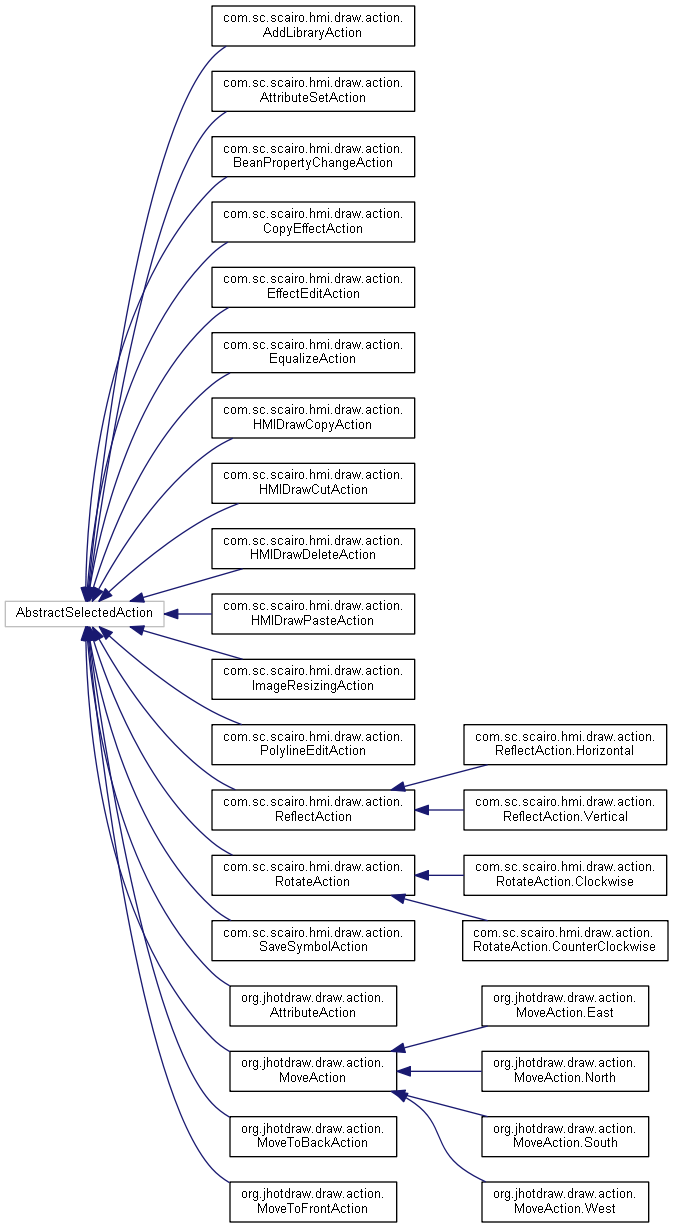 com.sc.scairo.hmi.draw.action.
AddLibraryAction
com.sc.scairo.hmi.draw.action.
AttributeSetAction
com.sc.scairo.hmi.draw.action.
BeanPropertyChangeAction
com.sc.scairo.hmi.draw.action.
CopyEffectAction
com.sc.scairo.hmi.draw.action.
EffectEditAction
com.sc.scairo.hmi.draw.action.
EqualizeAction
com.sc.scairo.hmi.draw.action.
HMIDrawCopyAction
com.sc.scairo.hmi.draw.action.
HMIDrawCutAction
com.sc.scairo.hmi.draw.action.
HMIDrawDeleteAction
AbstractSelectedAction
com.sc.scairo.hmi.draw.action.
HMIDrawPasteAction
com.sc.scairo.hmi.draw.action.
ImageResizingAction
com.sc.scairo.hmi.draw.action.
PolylineEditAction
com.sc.scairo.hmi.draw.action.
ReflectAction.Horizontal
com.sc.scairo.hmi.draw.action.
ReflectAction
com.sc.scairo.hmi.draw.action.
ReflectAction.Vertical
com.sc.scairo.hmi.draw.action.
RotateAction
com.sc.scairo.hmi.draw.action.
RotateAction.Clockwise
com.sc.scairo.hmi.draw.action.
SaveSymbolAction
com.sc.scairo.hmi.draw.action.
RotateAction.CounterClockwise
org.jhotdraw.draw.action.
AttributeAction
org.jhotdraw.draw.action.
MoveAction.East
org.jhotdraw.draw.action.
MoveAction
org.jhotdraw.draw.action.
MoveAction.North
org.jhotdraw.draw.action.
MoveToBackAction
org.jhotdraw.draw.action.
MoveAction.South
org.jhotdraw.draw.action.
MoveToFrontAction
org.jhotdraw.draw.action.
MoveAction.West